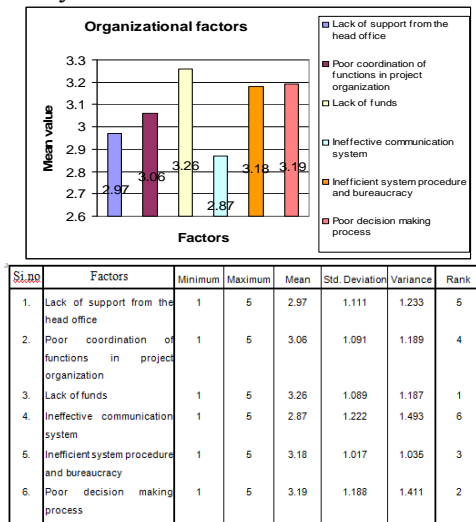 Organizational factors
3.3
3.2
3.1
3
2.9
2.8
2.7
2.6
Mean value
2.97
3.06
3.26
2.87
3.18
3.19
Factors
Lack of support from the
head office
Poor coordination of
functions in project
organization
Lack of funds
Ineffective communication
system
Inefficient system procedure
and bureaucracy
Poor decision making
process
Si.no Factors Minimum Maximum Mean Std. Deviation Variance Rank
1. Lack of support from the 1 5 2.97 1.111 1.233 5
head office
2. Poor coordination of 1 5 3.06 1.091 1.189 4
functions in project
organization
3. Lack of funds 1 5 3.26 1.089 1.187 1
4. Ineffective communication 1 5 2.87 1.222 1.493 6
system
5. Inefficient system procedure 1 5 3.18 1.017 1.035 3
and bureaucracy
6. Poor decision making 1 5 3.19 1.188 1.411 2
process